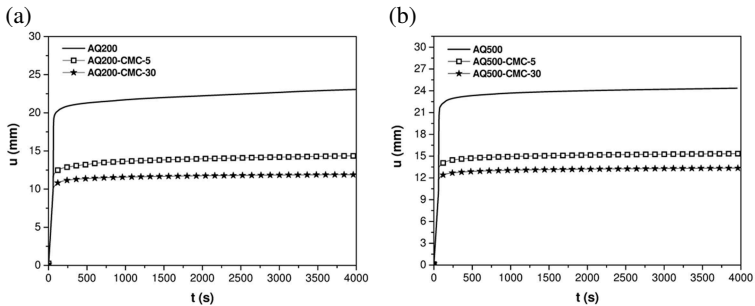 (a)
AQ200
AQ200-CMC-5
AQ200-CMC-30
u (mm)
30
25
20
15
10
5
0
0 500 1000 1500 2000 2500 3000 3500 4000
t (s)
(b)
AQ500
AQ500-CMC-5
AQ500-CMC-30
u (mm)
30
27
24
21
18
15
12
9
6
3
0
0 500 1000 1500 2000 2500 3000 3500 4000
t (s)